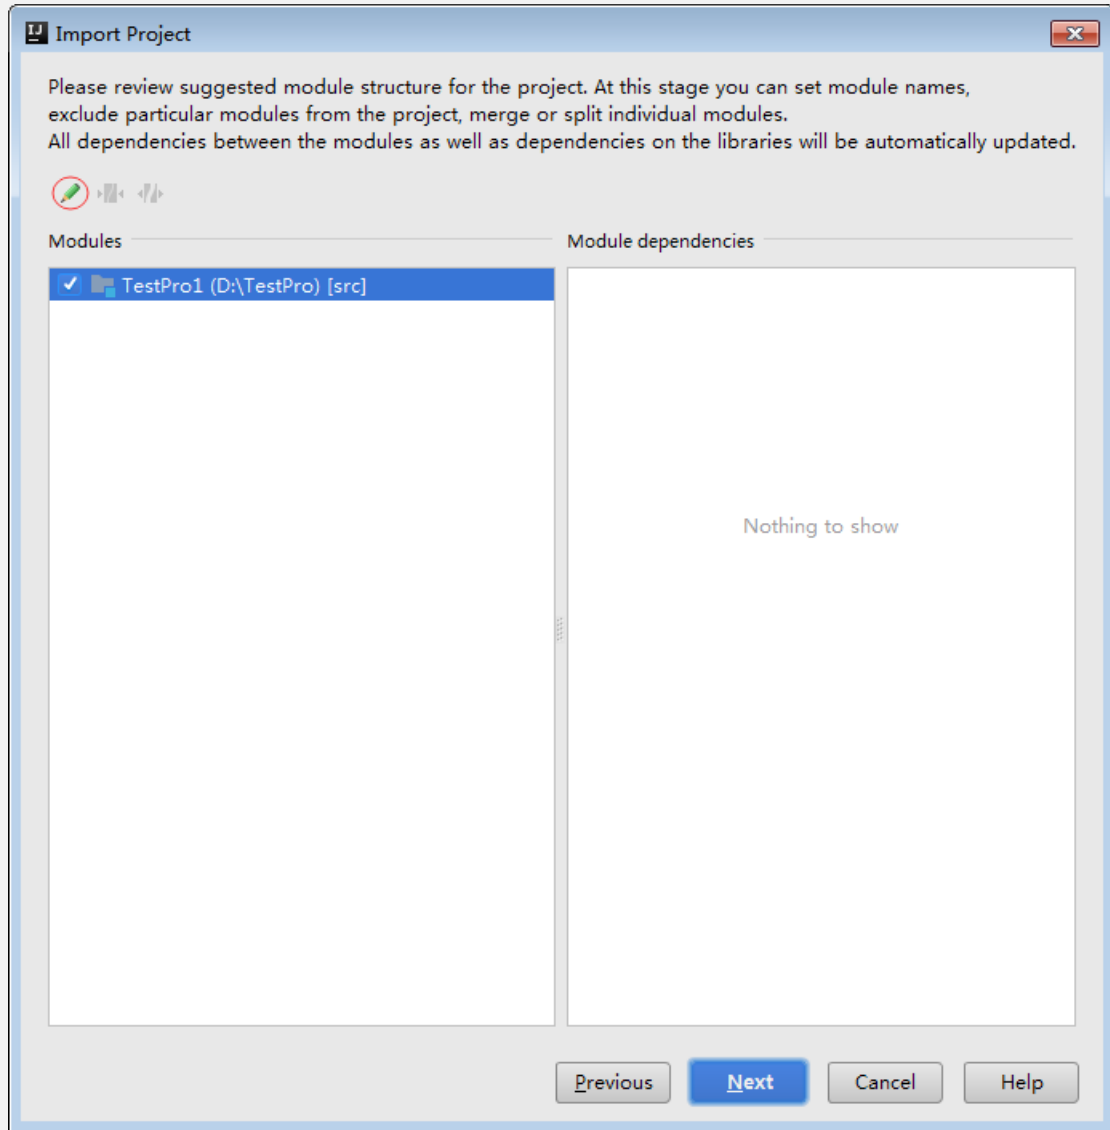 IJ Import Project
Please review suggested module structure for the project. At this stage you can set module names,
exclude particular modules from the project, merge or split individual modules.
All dependencies between the modules as well as dependencies on the libraries will be automatically updated.
Modules
Module dependencies
TestPro1 (D:\TestPro) [src]
Nothing to show
Previous
Next
Cancel
Help